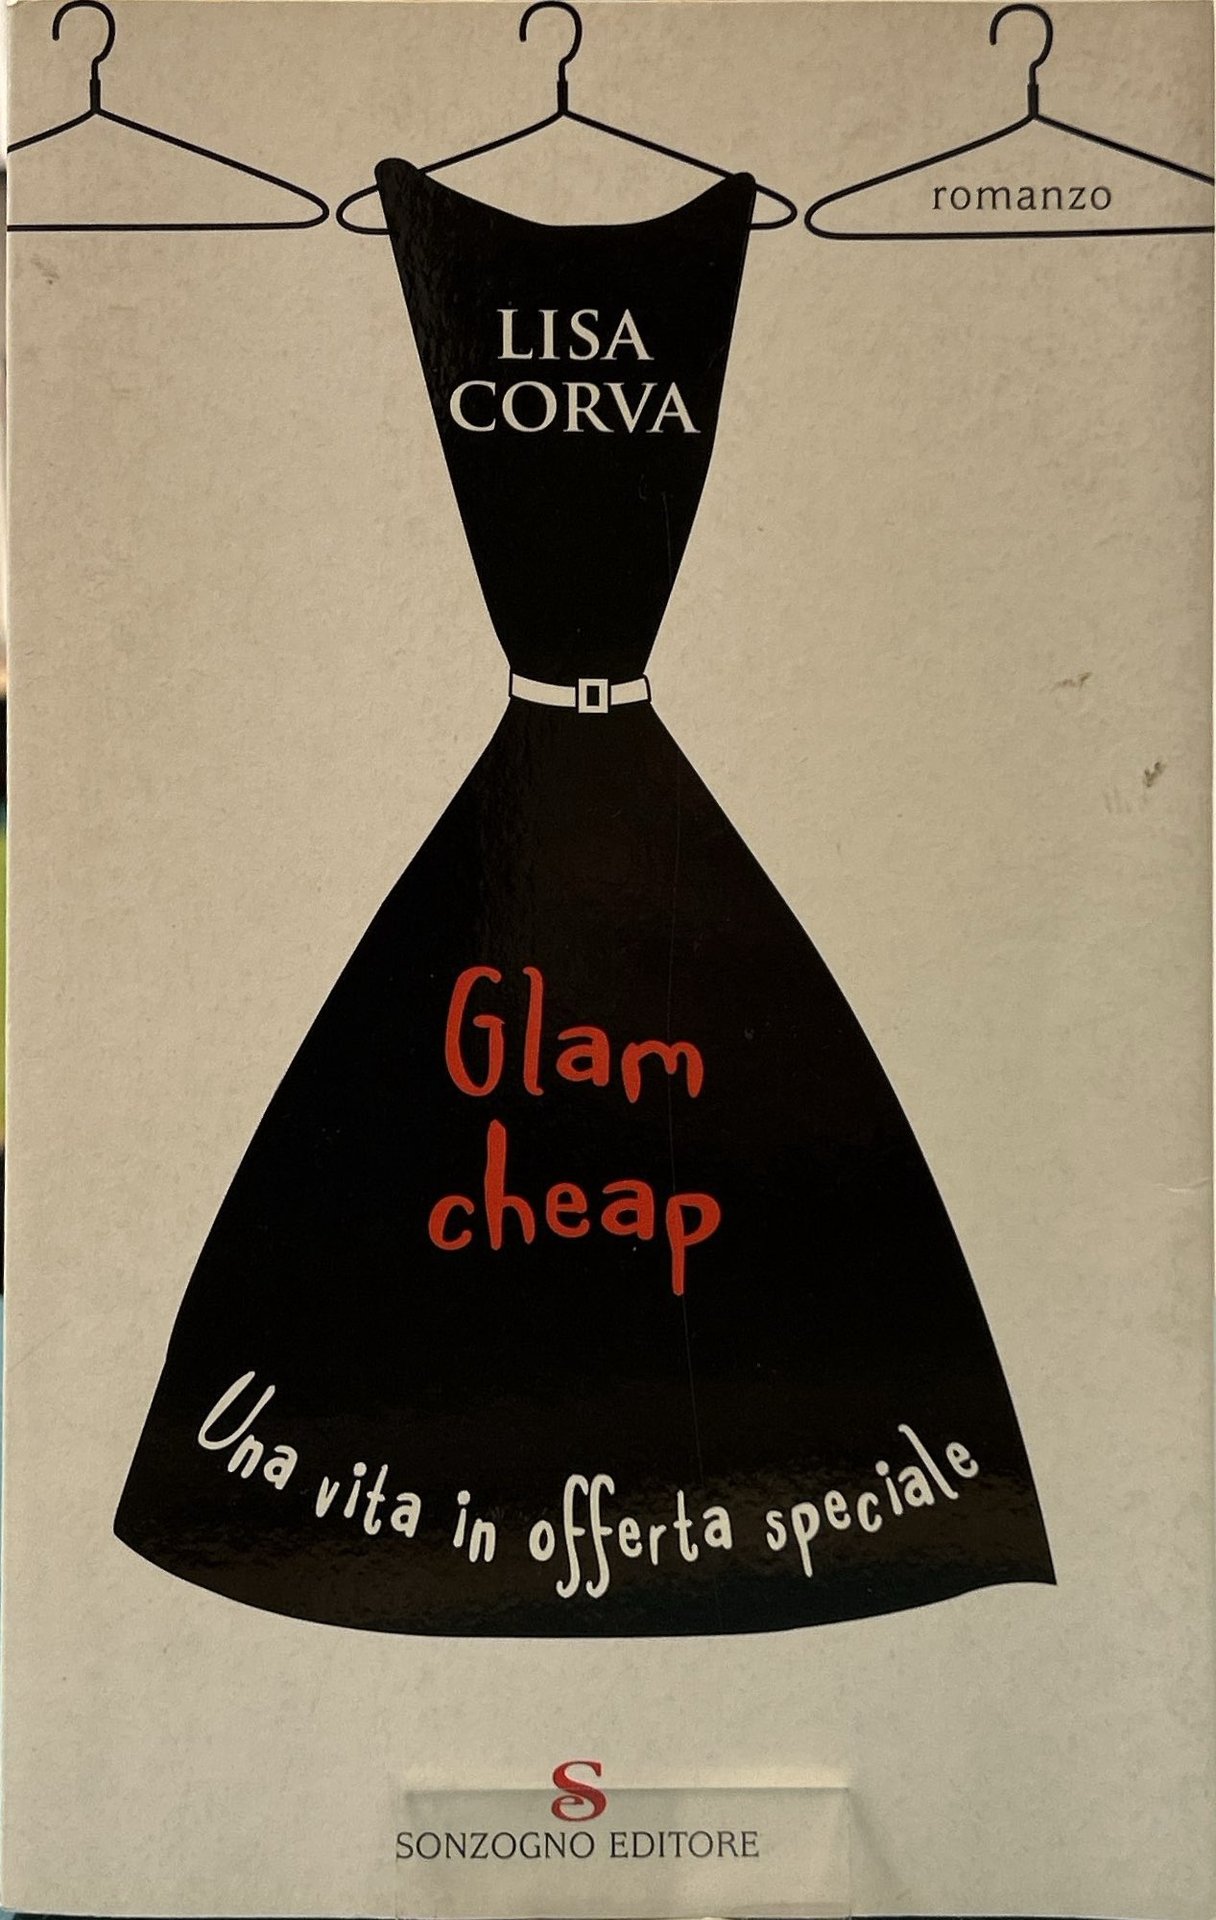 romanzo
LISA
CORVA
Glam
cheap
Una vita in offerta speciale
S
SONZOGNO EDITORE